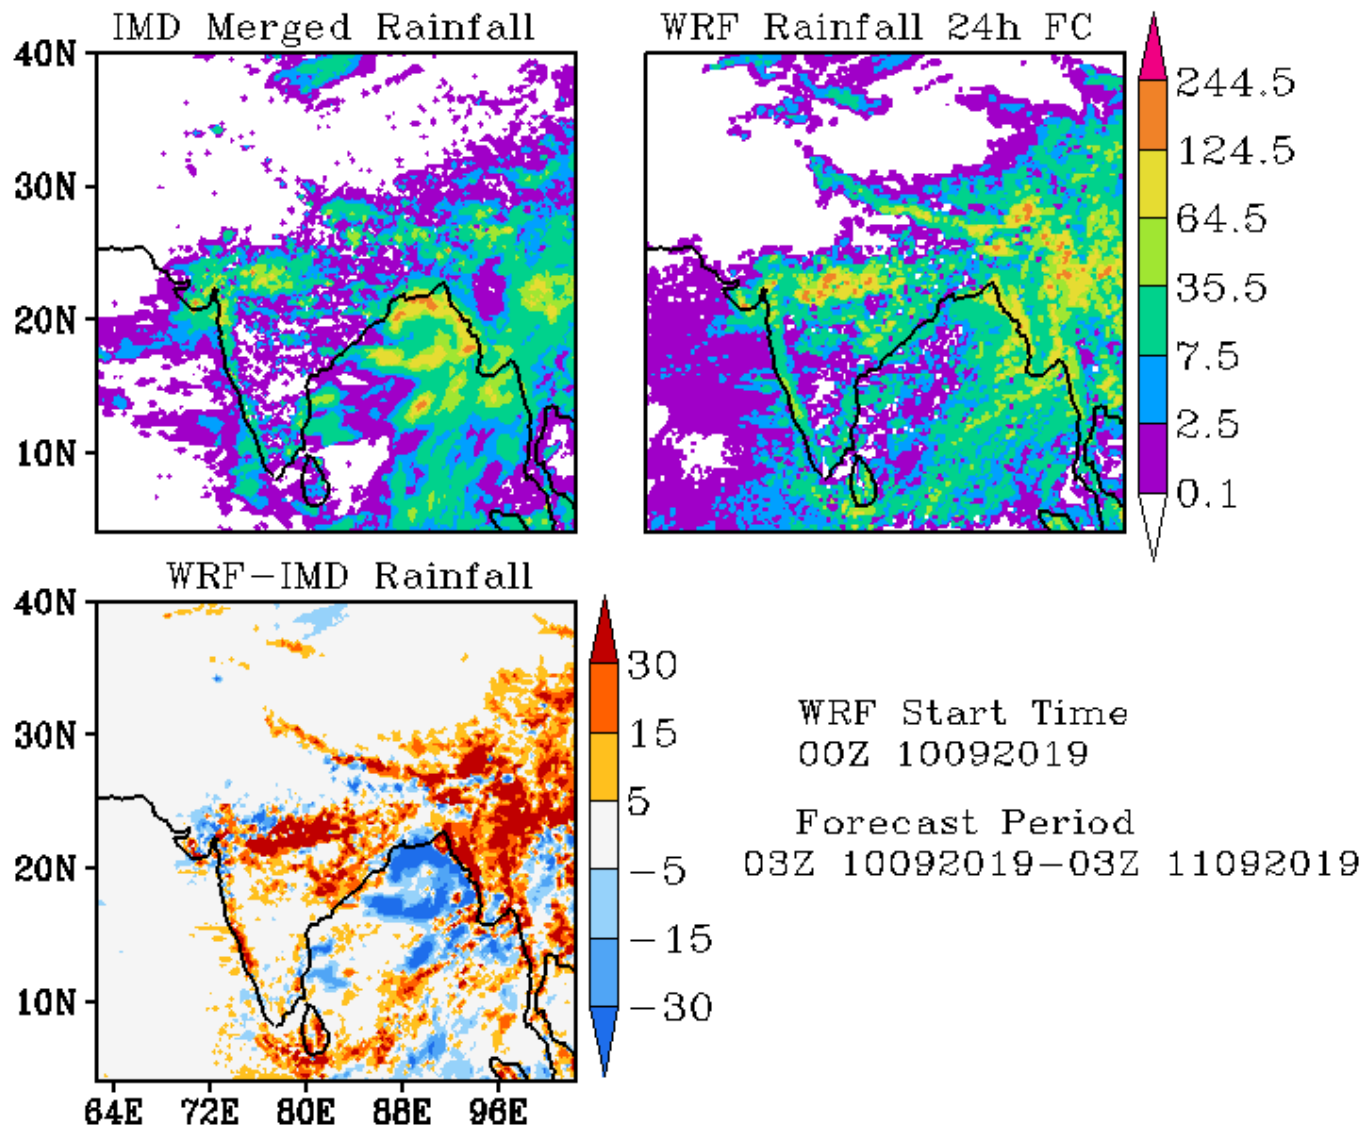 IMD Merged Rainfall
WRF Rainfall 24h FC
40N
30N
20N
10N
244.5
124.5
64.5
35.5
7.5
2.5
0.1
WRF-IMD Rainfall
40N
30N
20N
10N
64E 72E 80E 88E 96E
30
15
5
-5
-15
-30
WRF Start Time
00Z 10092019
Forecast Period
03Z 10092019-03Z 11092019